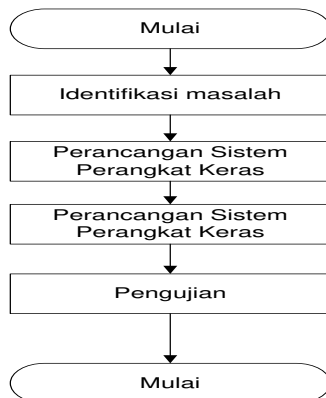 Mulai
Identifikasi masalah
Perancangan Sistem
Perangkat Keras
Perancangan Sistem
Perangkat Keras
Pengujian
Mulai